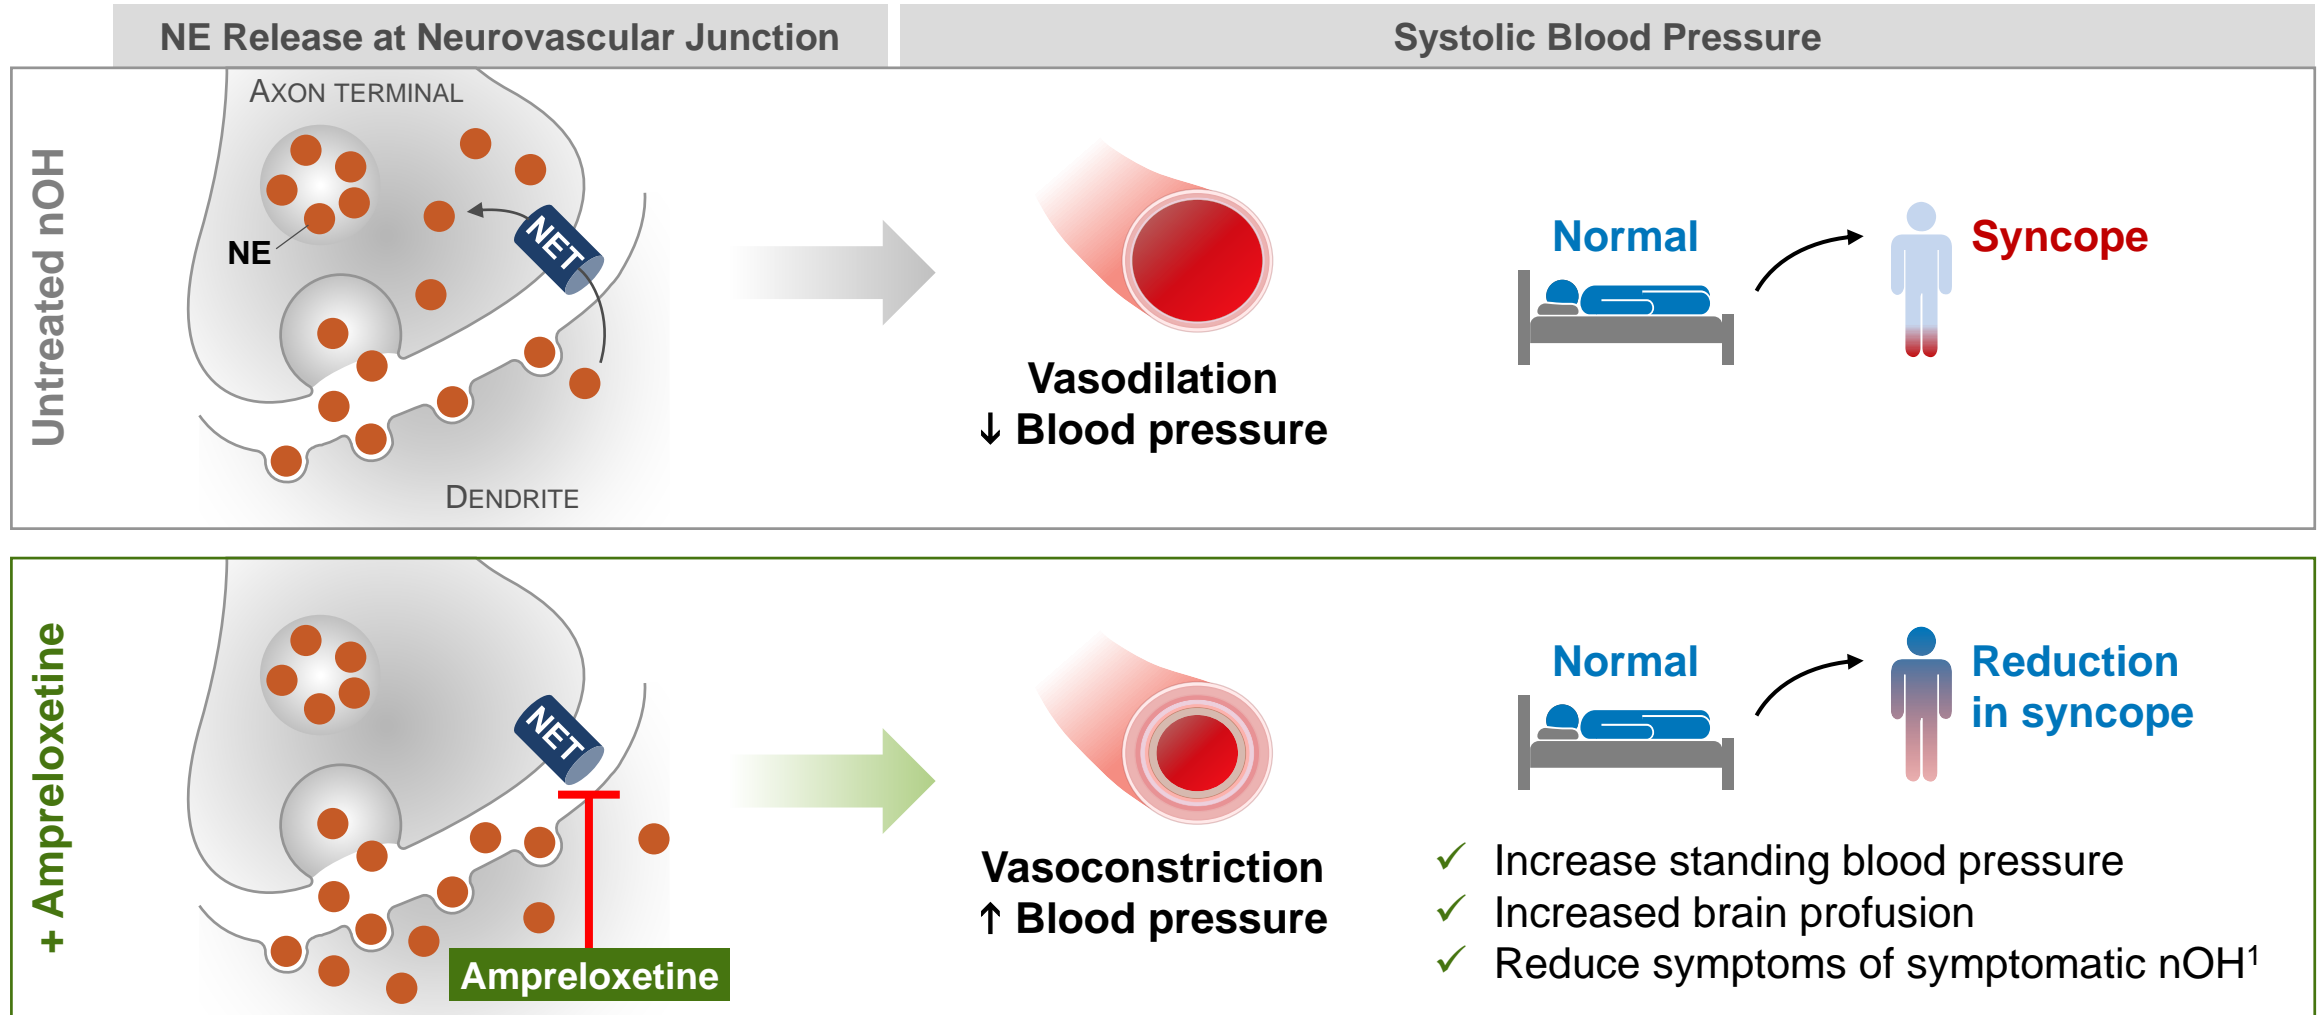 NE Release at Neurovascular Junction
Systolic Blood Pressure
Untreated nOH
AXON TERMINAL
NE
NET
DENDRITE
Vasodilation
↓ Blood pressure
Normal
Syncope
+ Ampreloxetine
NET
Ampreloxetine
Vasoconstriction
↑ Blood pressure
Normal
Reduction
in syncope
✓ Increase standing blood pressure
✓ Increased brain profusion
✓ Reduce symptoms of symptomatic nOH¹